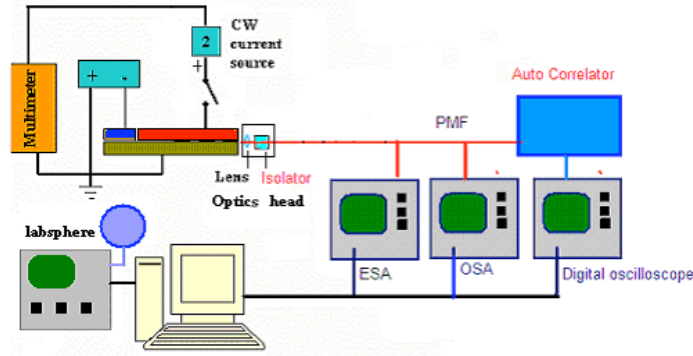 CW
current
source
2
+
+ -
Multimeter
Auto Correlator
PMF
Lens Isolator
Optics head
labsphere
ESA
OSA
Digital oscilloscope